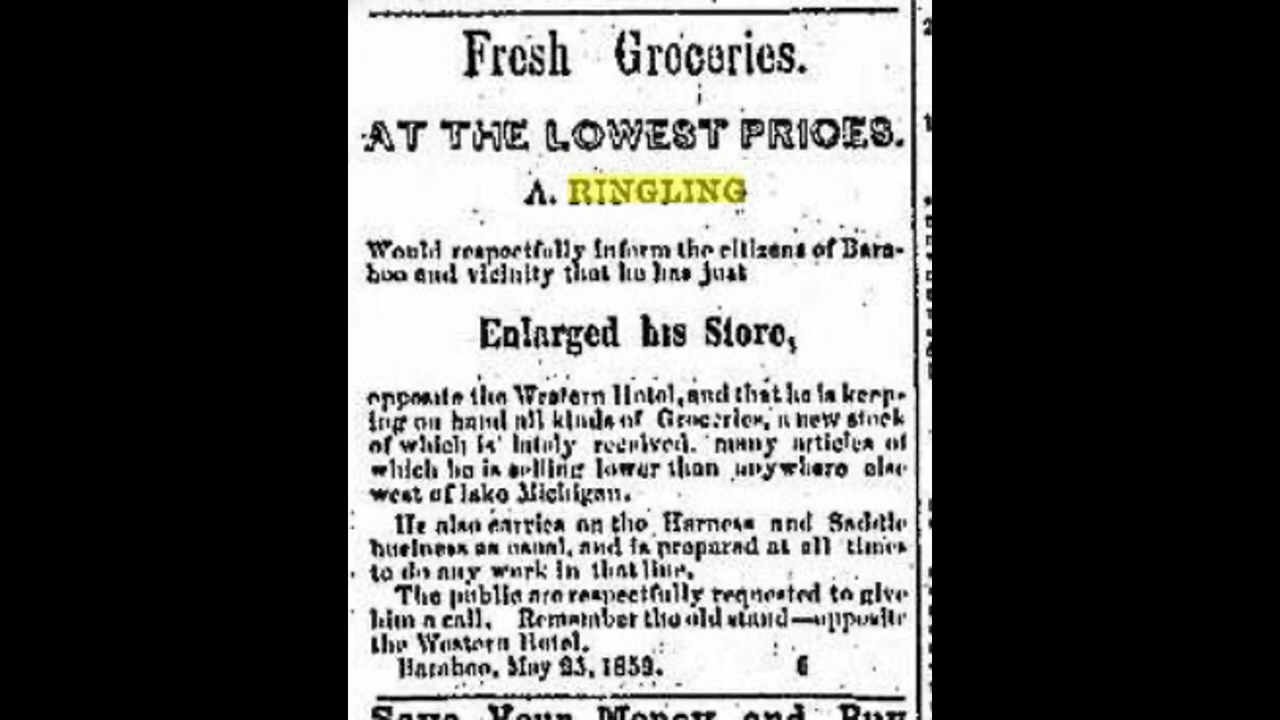 Fresh Groceries.
AT THE LOWEST PRICES.
A. RINGLING
Would respectfully inform the citizens of Bara-
boo and vicinity that he has just
Enlarged his Store,
opposite the Western Hotel, and that he is keep-
ing on hand all kinds of Groceries, a new stock
of which is lately received. many articles of
which he is selling lower than anywhere else
west of lake Michigan.
He also carries on the Harness and Saddle
business as usual, and is prepared at all times
to do any work in that line.
The public are respectfully requested to give
him a call. Remember the old stand—opposite
the Western Hotel.
Baraboo, May 23, 1859. 6
Save Your Money and Buy